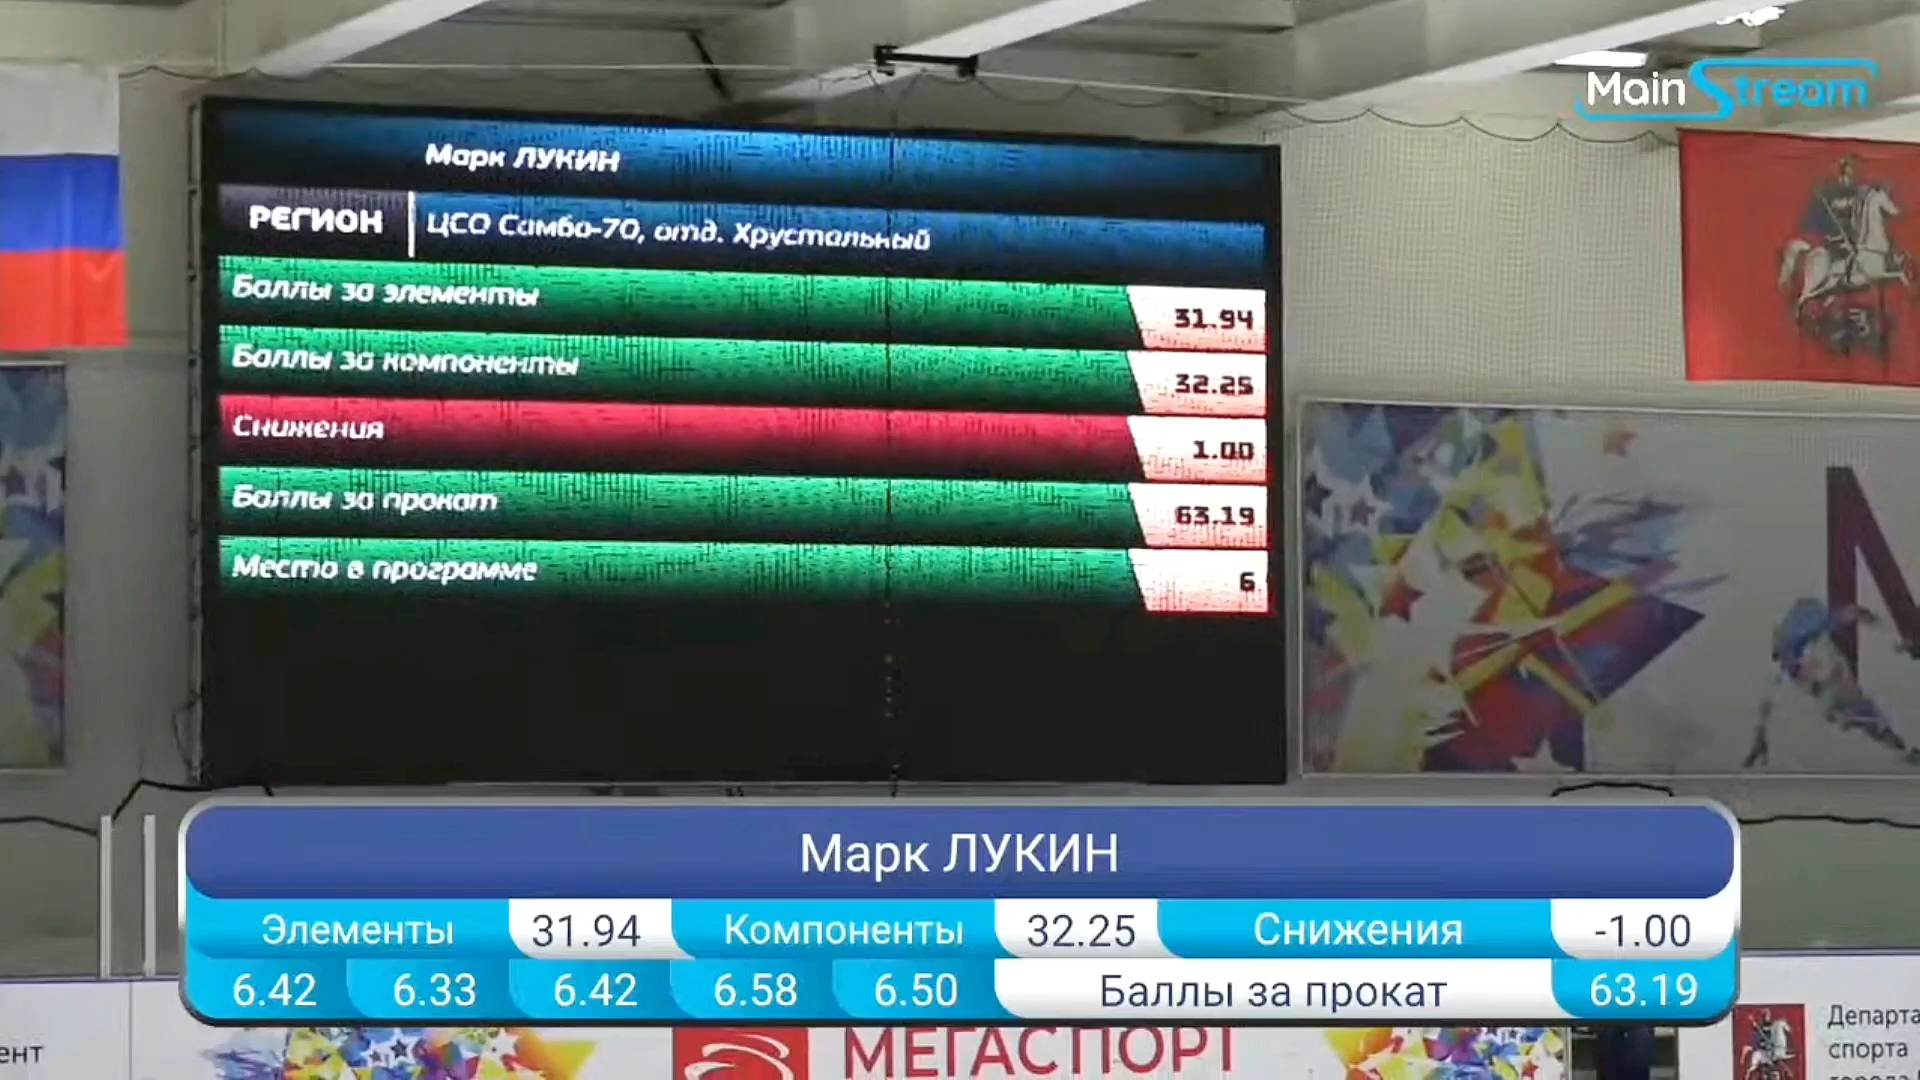 MainStream
Марк ЛУКИН
РЕГИОН ЦСО Самбо-70, отд. Хрустальный
Баллы за элементы 31.94
Баллы за компоненты 32.25
Снижения 1.00
Баллы за прокат 63.19
Место в программе 6
М
Марк ЛУКИН
Элементы 31.94 Компоненты 32.25 Снижения -1.00
6.42 6.33 6.42 6.58 6.50 Баллы за прокат 63.19
ент
МЕГАСПОРТ
Департа
спорта